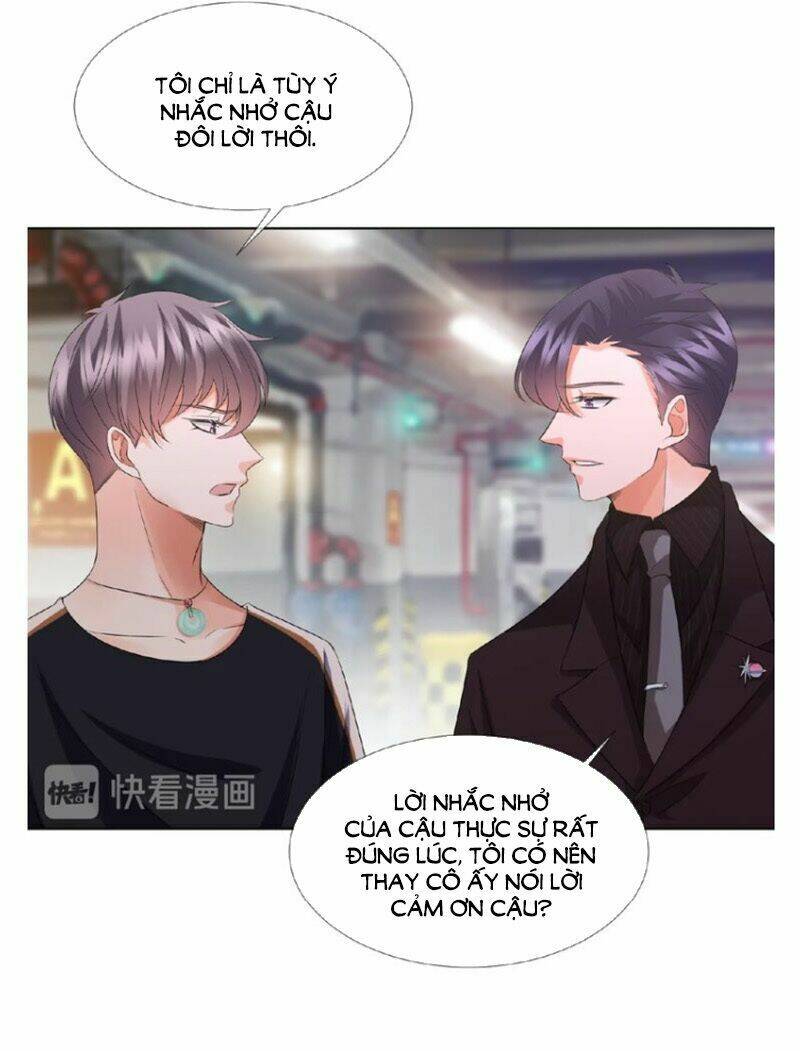 TÔI CHỈ LÀ TÙY Ý
NHẮC NHỞ CẬU
ĐÔI LỜI THÔI.
A
快看! 快看漫画
LỜI NHẮC NHỞ
CỦA CẬU THỰC SỰ RẤT
ĐÚNG LÚC, TÔI CÓ NÊN
THAY CÔ ẤY NÓI LỜI
CẢM ƠN CẬU?